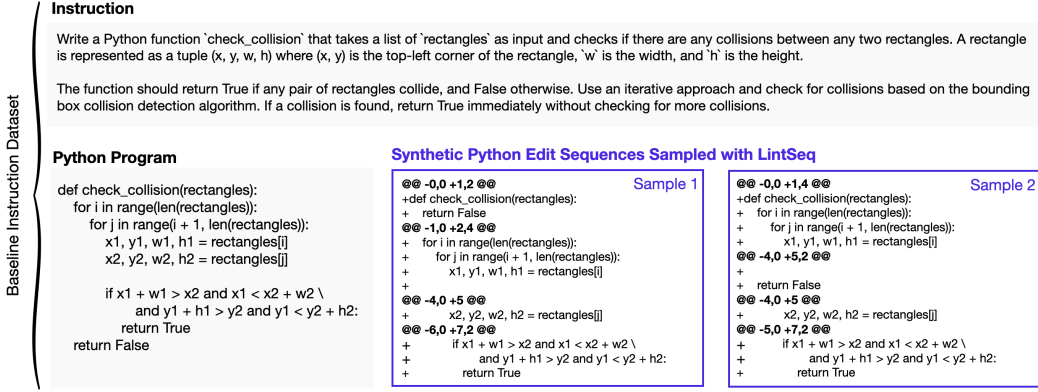 Baseline Instruction Dataset
Instruction
Write a Python function `check_collision` that takes a list of `rectangles` as input and checks if there are any collisions between any two rectangles. A rectangle
is represented as a tuple (x, y, w, h) where (x, y) is the top-left corner of the rectangle, `w` is the width, and `h` is the height.
The function should return True if any pair of rectangles collide, and False otherwise. Use an iterative approach and check for collisions based on the bounding
box collision detection algorithm. If a collision is found, return True immediately without checking for more collisions.
Python Program
def check_collision(rectangles):
for i in range(len(rectangles)):
for j in range(i + 1, len(rectangles)):
x1, y1, w1, h1 = rectangles[i]
x2, y2, w2, h2 = rectangles[j]
if x1 + w1 > x2 and x1 < x2 + w2 \
and y1 + h1 > y2 and y1 < y2 + h2:
return True
return False
Synthetic Python Edit Sequences Sampled with LintSeq
Sample 1
@@ -0,0 +1,2 @@
+def check_collision(rectangles):
+ return False
@@ -1,0 +2,4 @@
+ for i in range(len(rectangles)):
+ for j in range(i + 1, len(rectangles)):
+ x1, y1, w1, h1 = rectangles[i]
+
@@ -4,0 +5 @@
+ x2, y2, w2, h2 = rectangles[j]
@@ -6,0 +7,2 @@
+ if x1 + w1 > x2 and x1 < x2 + w2 \
+ and y1 + h1 > y2 and y1 < y2 + h2:
+ return True
Sample 2
@@ -0,0 +1,4 @@
+def check_collision(rectangles):
+ for i in range(len(rectangles)):
+ for j in range(i + 1, len(rectangles)):
+ x1, y1, w1, h1 = rectangles[i]
@@ -4,0 +5,2 @@
+
+ return False
@@ -4,0 +5 @@
+ x2, y2, w2, h2 = rectangles[j]
@@ -5,0 +7,2 @@
+ if x1 + w1 > x2 and x1 < x2 + w2 \
+ and y1 + h1 > y2 and y1 < y2 + h2:
+ return True